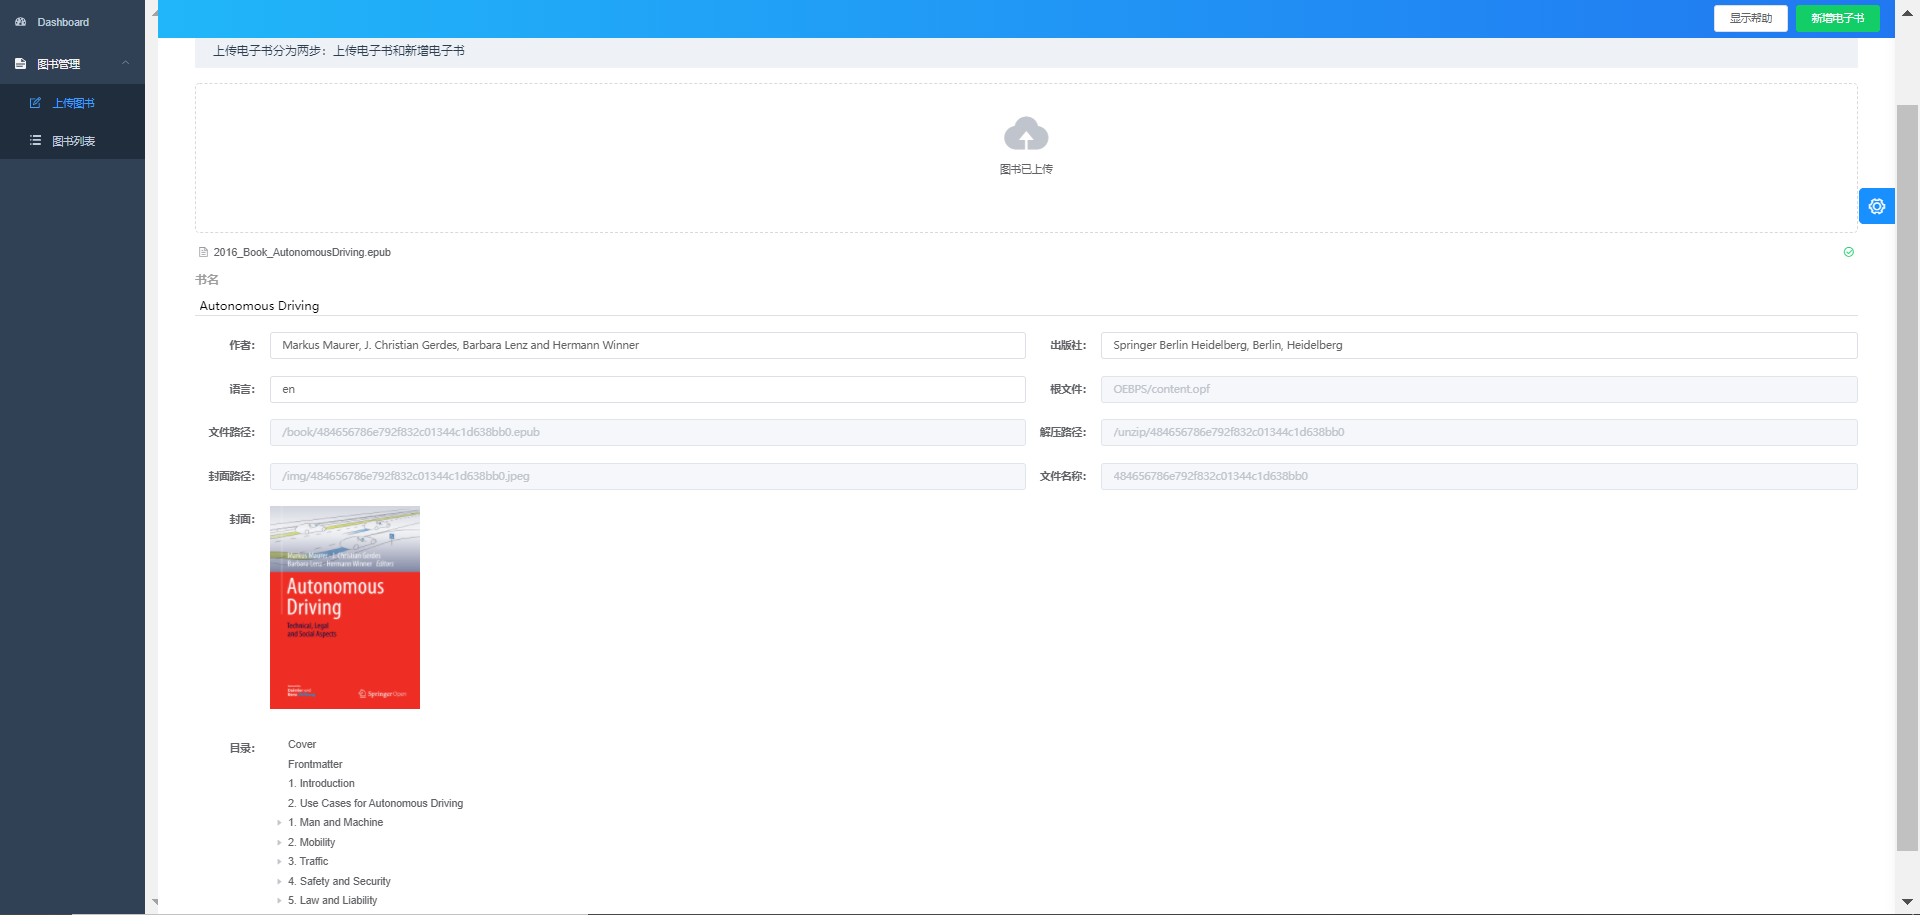 Dashboard
图书管理
上传图书
图书列表
显示帮助
新增电子书
上传电子书分为两步：上传电子书和新增电子书
图书已上传
2016_Book_AutonomousDriving.epub
书名
Autonomous Driving
作者: Markus Maurer, J. Christian Gerdes, Barbara Lenz and Hermann Winner
出版社: Springer Berlin Heidelberg, Berlin, Heidelberg
语言: en
根文件: OEBPS/content.opf
文件路径: /book/484656786e792f832c01344c1d638bb0.epub
解压路径: /unzip/484656786e792f832c01344c1d638bb0
封面路径: /img/484656786e792f832c01344c1d638bb0.jpeg
文件名称: 484656786e792f832c01344c1d638bb0
封面:
Markus Maurer · J. Christian Gerdes
Barbara Lenz · Hermann Winner Editors
Autonomous
Driving
Technical, Legal
and Social Aspects
Springer Open
目录:
Cover
Frontmatter
1. Introduction
2. Use Cases for Autonomous Driving
1. Man and Machine
2. Mobility
3. Traffic
4. Safety and Security
5. Law and Liability